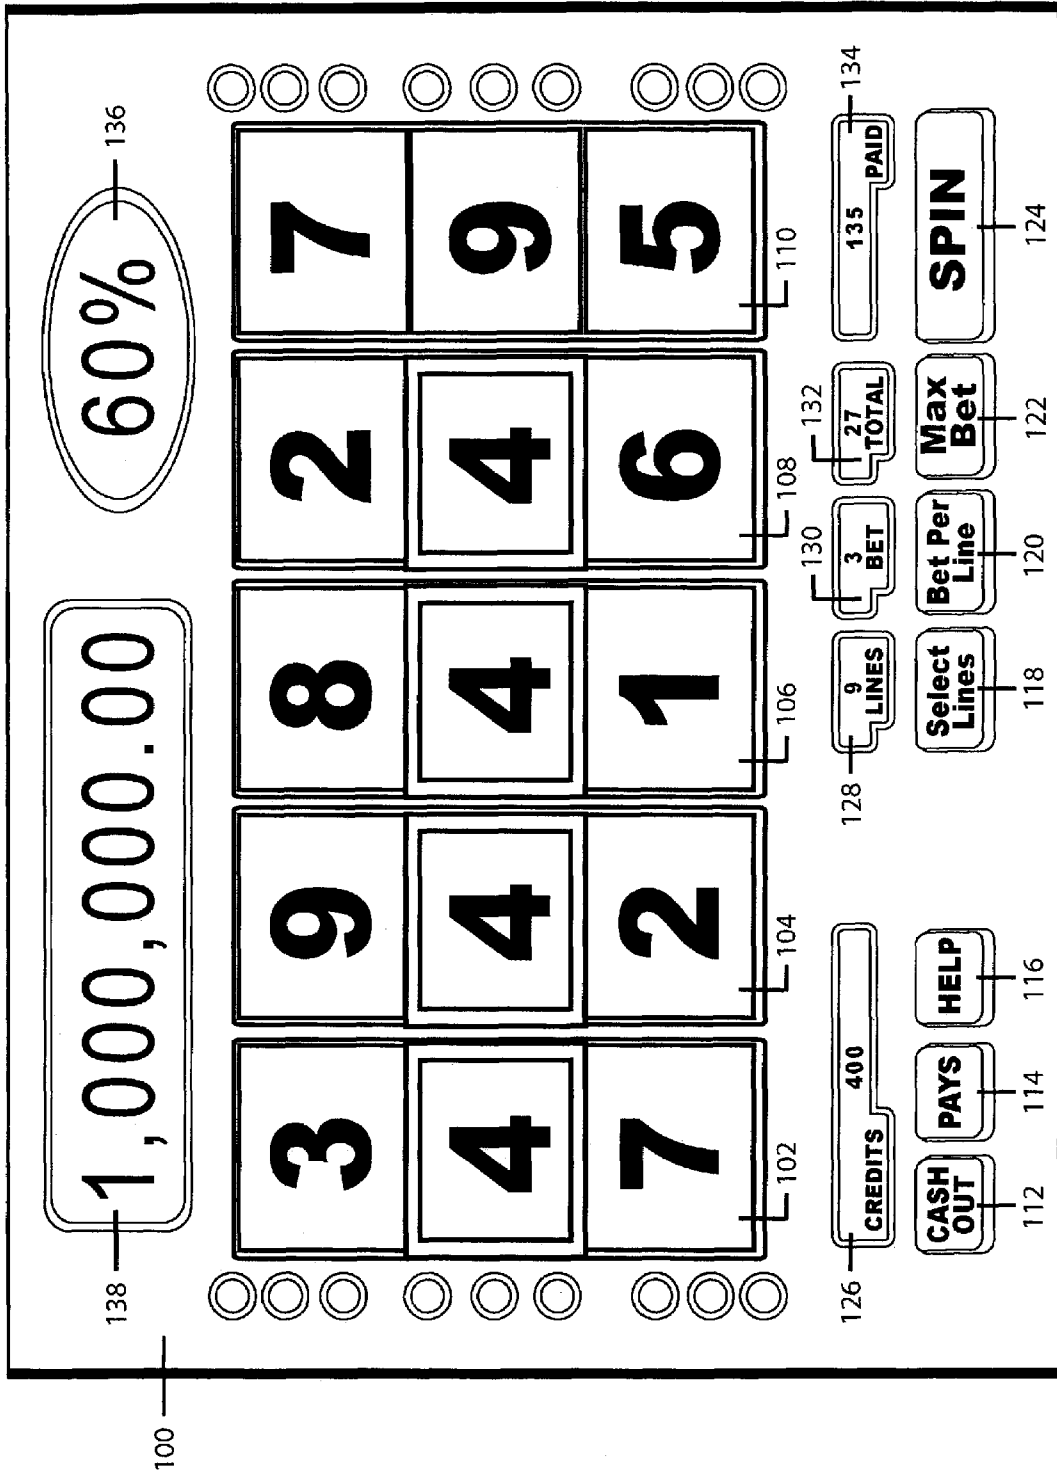 138 1,000,000.00 60% 136
100
3 9 8 2 7
4 4 4 4 9
7 2 1 6 5
102 104 106 108 110
126 CREDITS 400
128 9 LINES
130 3 BET
132 27 TOTAL
135 PAID 134
CASH OUT
PAYS
HELP
Select Lines
Bet Per Line
Max Bet
SPIN
112 114 116 118 120 122 124